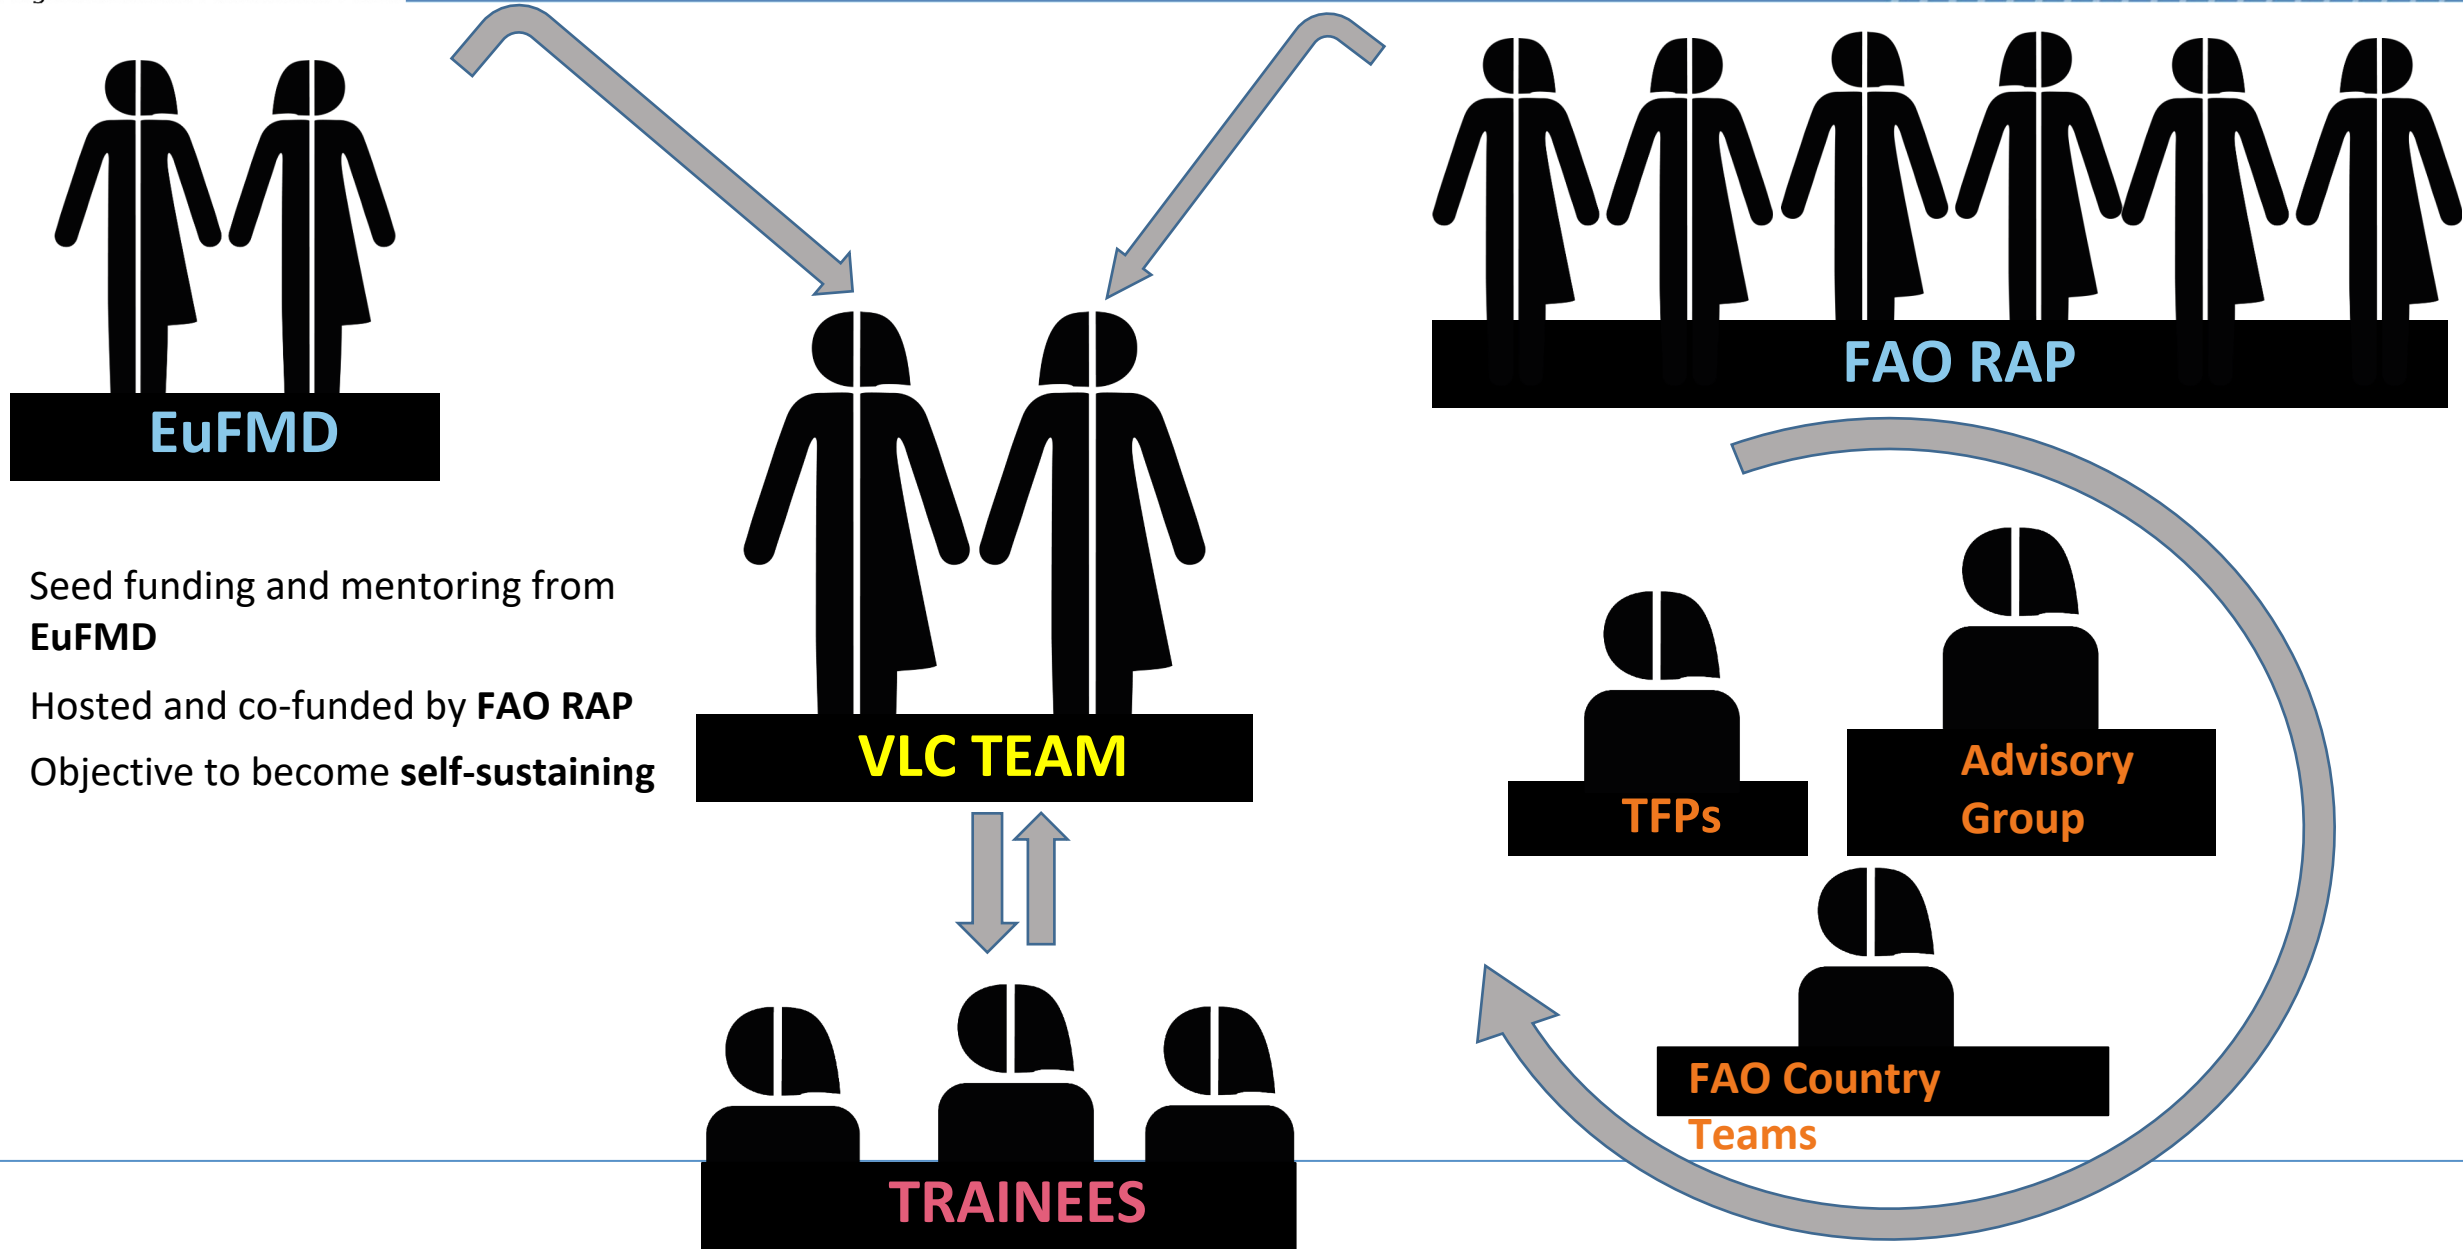 EuFMD
FAO RAP
Seed funding and mentoring from
EuFMD
Hosted and co-funded by FAO RAP
Objective to become self-sustaining
VLC TEAM
TFPs
Advisory
Group
FAO Country
Teams
TRAINEES